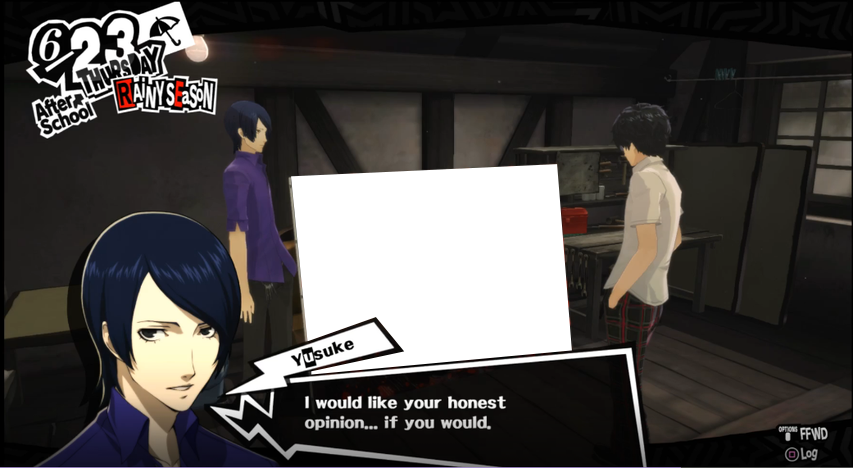 6/23
THURSDAY
After School
RAINY SEASON
Yusuke
I would like your honest
opinion... if you would.
OPTIONS FFWD
Log